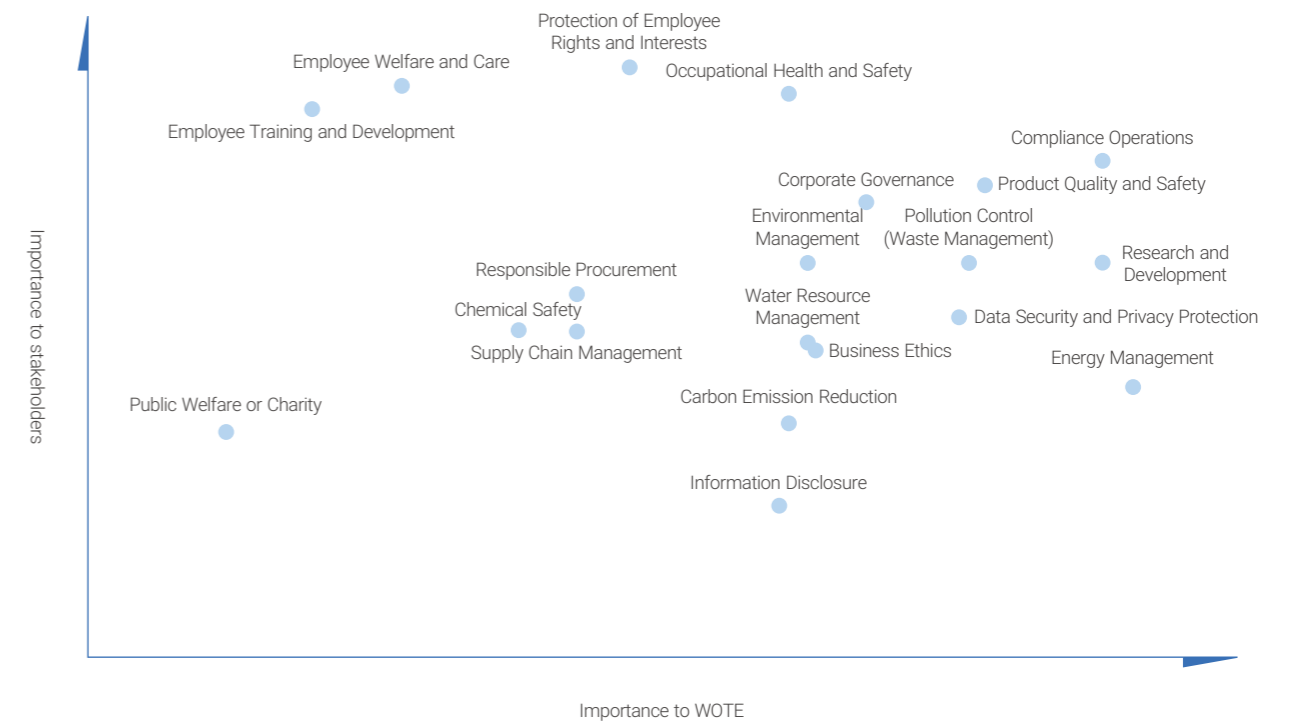 Protection of Employee
Rights and Interests
Employee Welfare and Care
Occupational Health and Safety
Employee Training and Development
Compliance Operations
Corporate Governance
Product Quality and Safety
Environmental
Management
Pollution Control
(Waste Management)
Research and
Development
Responsible Procurement
Water Resource
Management
Chemical Safety
Data Security and Privacy Protection
Supply Chain Management
Business Ethics
Energy Management
Carbon Emission Reduction
Public Welfare or Charity
Information Disclosure
Importance to stakeholders
Importance to WOTE